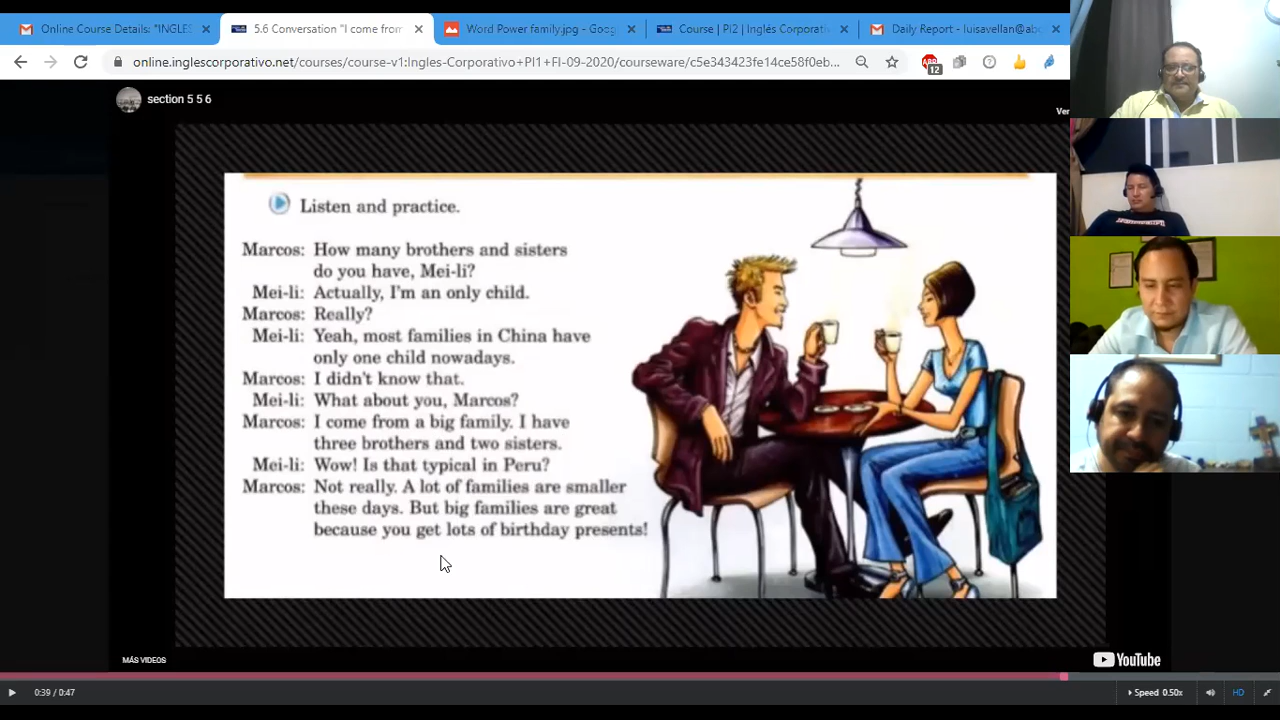 Online Course Details: "INGLES
5.6 Conversation "I come from
Word Power family.jpg - Goog
Course | PI2 | Inglés Corporati
Daily Report - luisavellan@abc
online.inglescorporativo.net/courses/course-v1:Ingles-Corporativo+PI1+FI-09-2020/courseware/c5e343423fe14ce58f0eb...
ABP
12
section 5 5 6
Ver
Listen and practice.
Marcos: How many brothers and sisters
do you have, Mei-li?
Mei-li: Actually, I'm an only child.
Marcos: Really?
Mei-li: Yeah, most families in China have
only one child nowadays.
Marcos: I didn't know that.
Mei-li: What about you, Marcos?
Marcos: I come from a big family. I have
three brothers and two sisters.
Mei-li: Wow! Is that typical in Peru?
Marcos: Not really. A lot of families are smaller
these days. But big families are great
because you get lots of birthday presents!
MÁS VIDEOS
YouTube
0:39 / 0:47
Speed 0.50x
HD